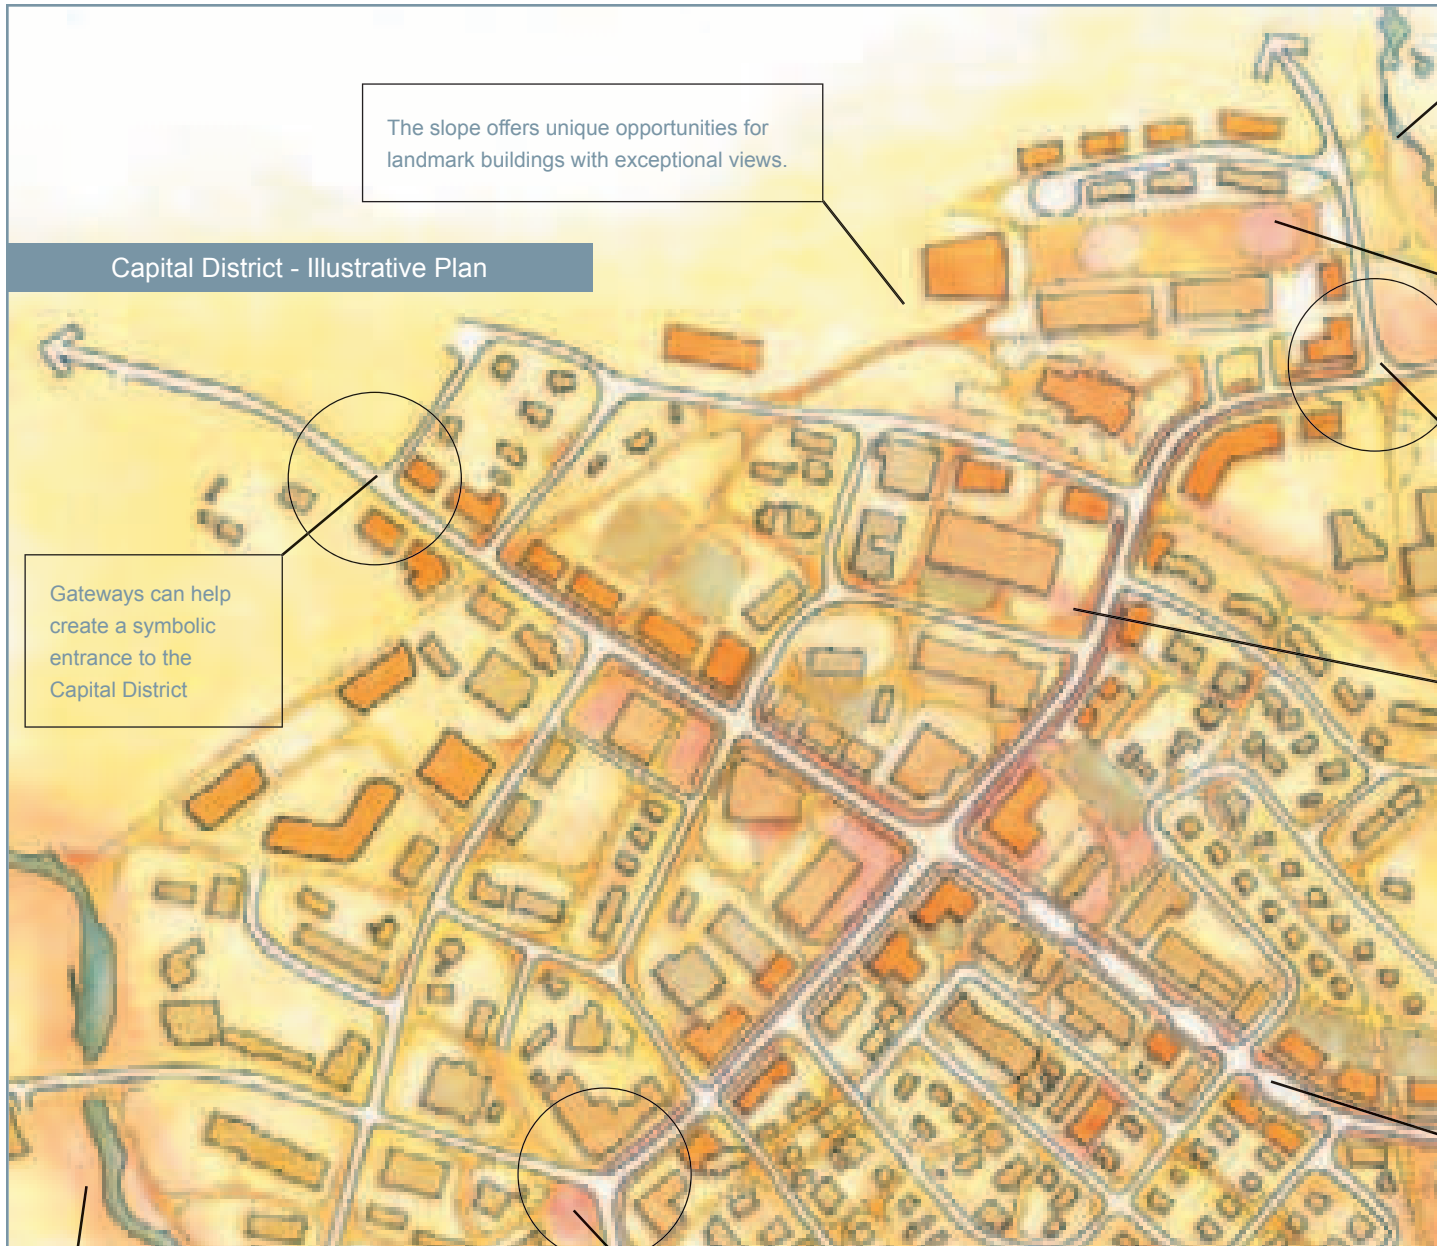 The slope offers unique opportunities for
landmark buildings with exceptional views.
Capital District - Illustrative Plan
Gateways can help
create a symbolic
entrance to the
Capital District